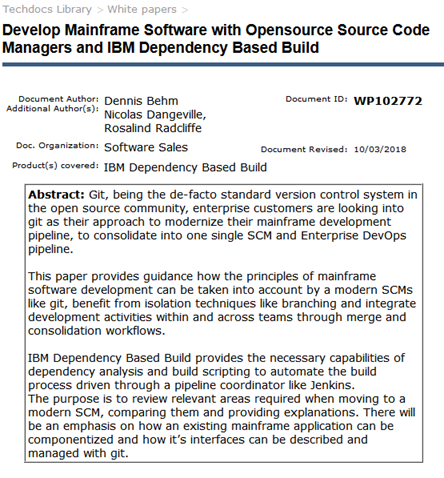 Techdocs Library > White papers >
Develop Mainframe Software with Opensource Source Code
Managers and IBM Dependency Based Build
Document Author: Dennis Behm Document ID: WP102772
Additional Author(s): Nicolas Dangeville,
Rosalind Radcliffe
Doc. Organization: Software Sales Document Revised: 10/03/2018
Product(s) covered: IBM Dependency Based Build
Abstract: Git, being the de-facto standard version control system in
the open source community, enterprise customers are looking into
git as their approach to modernize their mainframe development
pipeline, to consolidate into one single SCM and Enterprise DevOps
pipeline.
This paper provides guidance how the principles of mainframe
software development can be taken into account by a modern SCMs
like git, benefit from isolation techniques like branching and integrate
development activities within and across teams through merge and
consolidation workflows.
IBM Dependency Based Build provides the necessary capabilities of
dependency analysis and build scripting to automate the build
process driven through a pipeline coordinator like Jenkins.
The purpose is to review relevant areas required when moving to a
modern SCM, comparing them and providing explanations. There will
be an emphasis on how an existing mainframe application can be
componentized and how it's interfaces can be described and
managed with git.